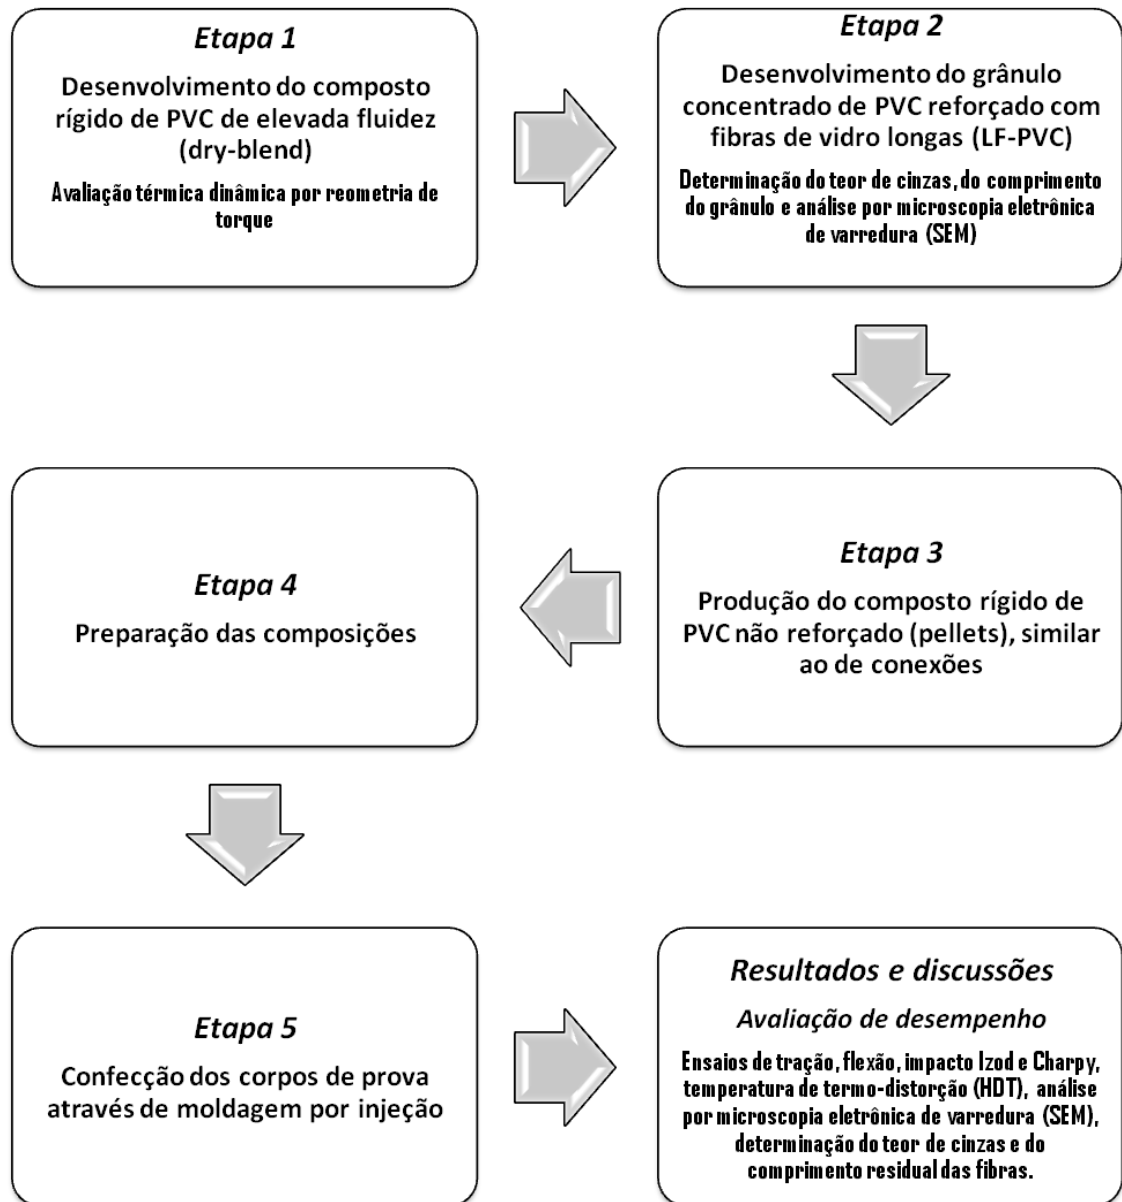 Etapa 1
Desenvolvimento do composto
rígido de PVC de elevada fluidez
(dry-blend)
Avaliação térmica dinâmica por reometria de
torque
Etapa 2
Desenvolvimento do grânulo
concentrado de PVC reforçado com
fibras de vidro longas (LF-PVC)
Determinação do teor de cinzas, do comprimento
do grânulo e análise por microscopia eletrônica
de varredura (SEM)
Etapa 3
Produção do composto rígido de
PVC não reforçado (pellets), similar
ao de conexões
Etapa 4
Preparação das composições
Etapa 5
Confecção dos corpos de prova
através de moldagem por injeção
Resultados e discussões
Avaliação de desempenho
Ensaios de tração, flexão, impacto Izod e Charpy,
temperatura de termo-distorção (HDT), análise
por microscopia eletrônica de varredura (SEM),
determinação do teor de cinzas e do
comprimento residual das fibras.